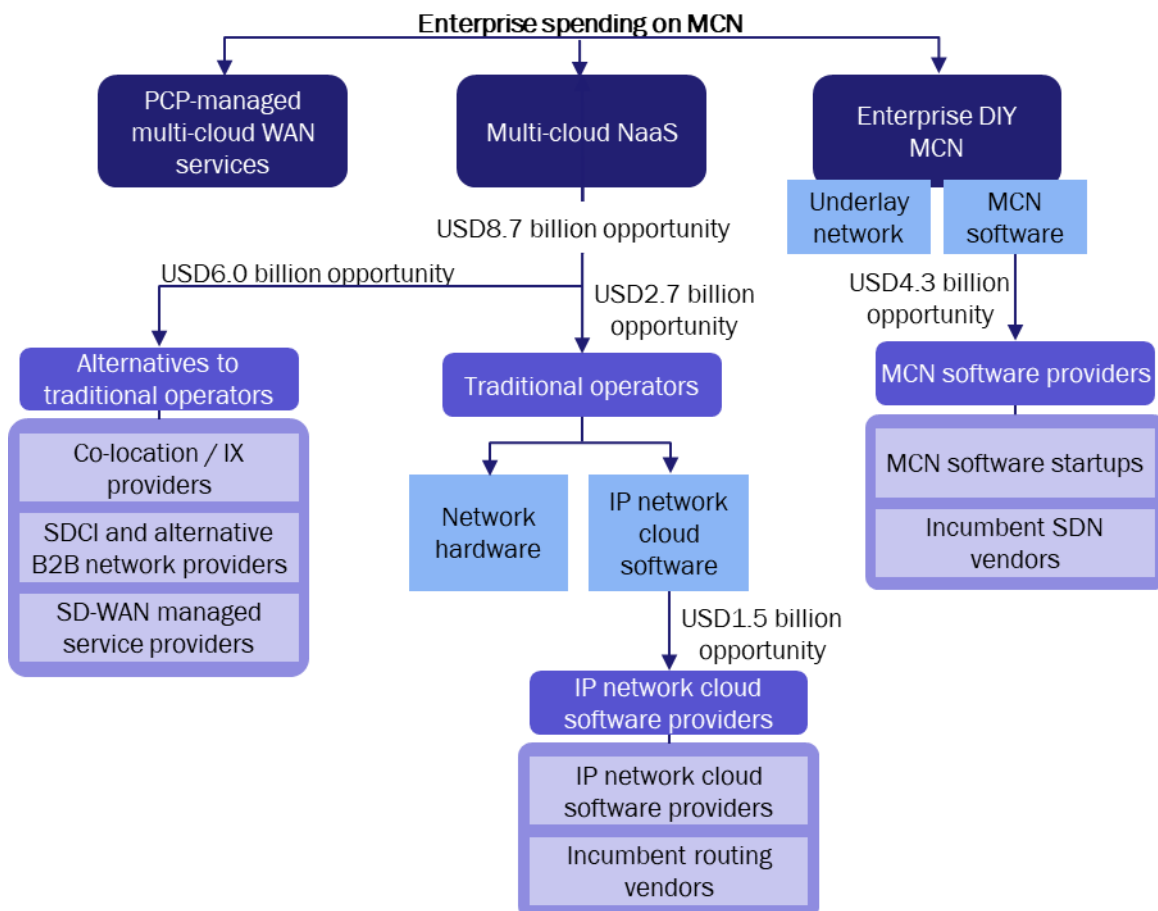 Enterprise spending on MCN
PCP-managed
multi-cloud WAN
services
Multi-cloud NaaS
Enterprise DIY
MCN
Underlay
network
MCN
software
USD8.7 billion opportunity
USD6.0 billion opportunity
USD2.7 billion
opportunity
USD4.3 billion
opportunity
Alternatives to
traditional operators
Traditional operators
MCN software providers
Co-location / IX
providers
SDCI and alternative
B2B network providers
SD-WAN managed
service providers
Network
hardware
IP network
cloud
software
MCN software startups
Incumbent SDN
vendors
USD1.5 billion
opportunity
IP network cloud
software providers
IP network cloud
software providers
Incumbent routing
vendors